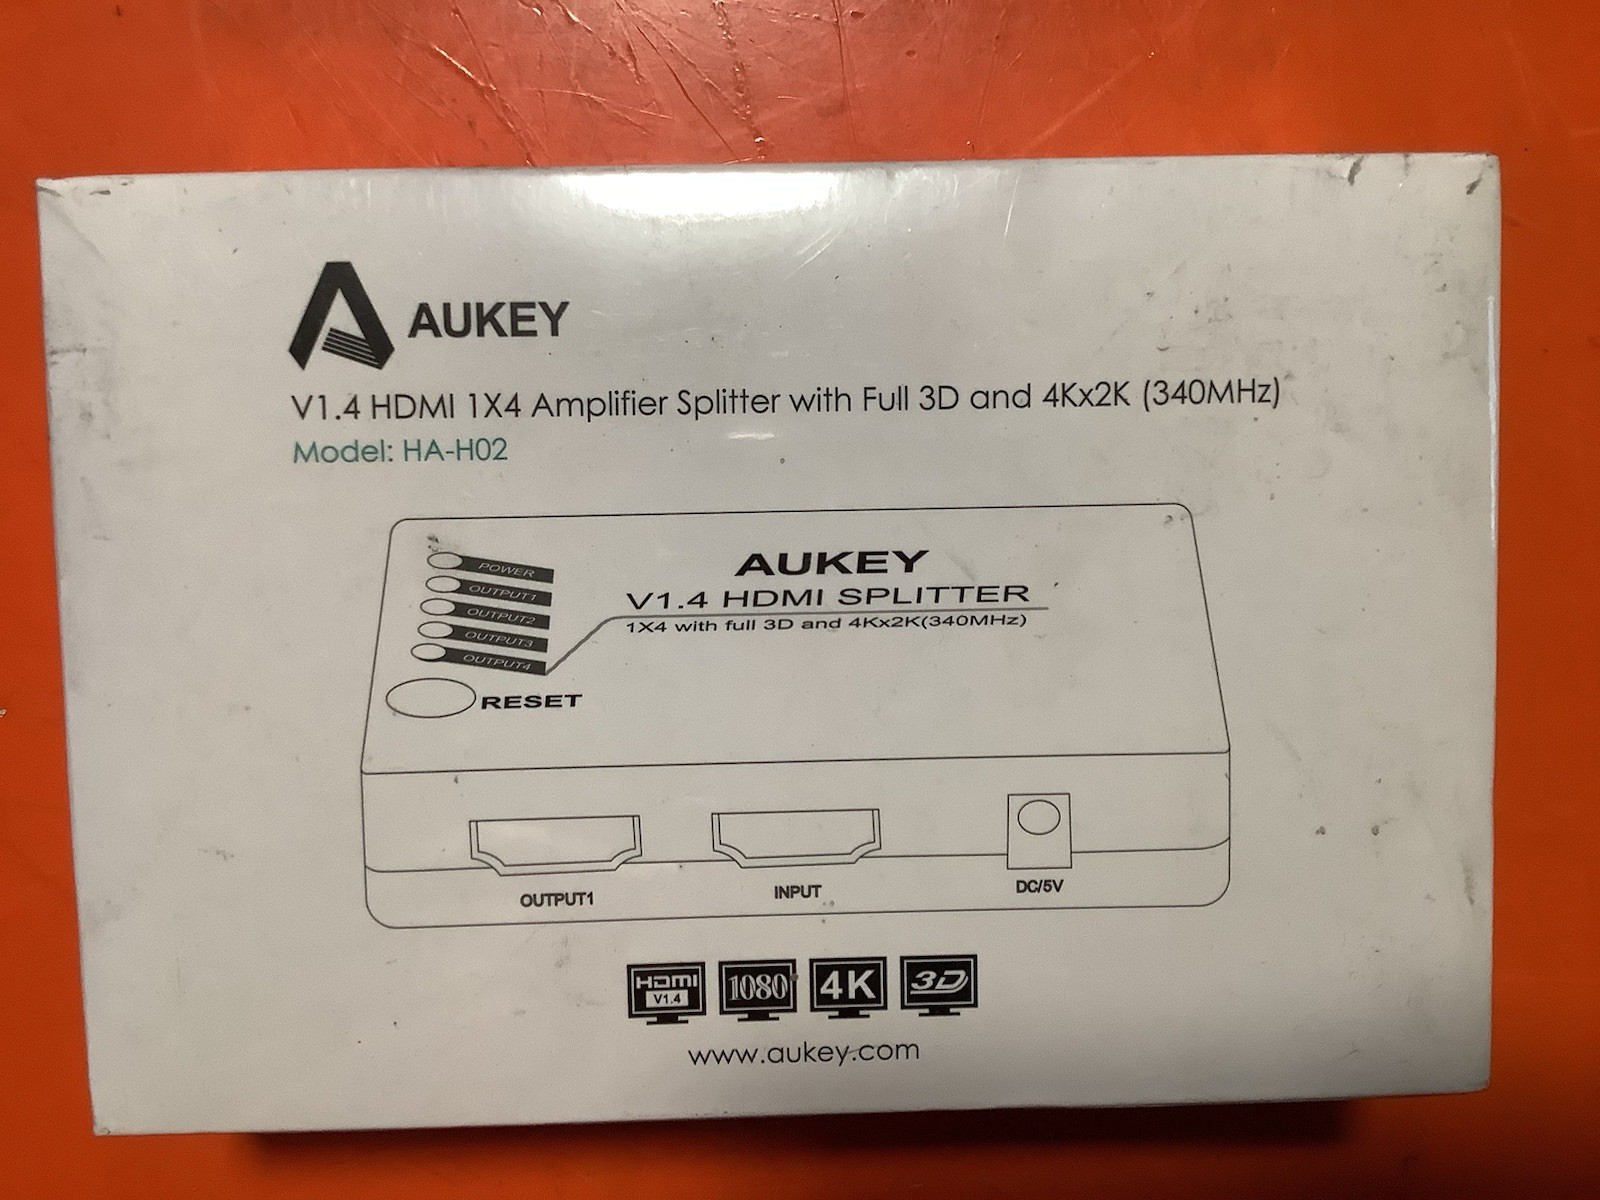 AUKEY
V1.4 HDMI 1X4 Amplifier Splitter with Full 3D and 4Kx2K (340MHz)
Model: HA-H02
POWER
OUTPUT1
OUTPUT2
OUTPUT3
OUTPUT4
RESET
AUKEY
V1.4 HDMI SPLITTER
1X4 with full 3D and 4Kx2K(340MHz)
OUTPUT1
INPUT
DC/5V
HDMI
V1.4
1080P
4K
3D
www.aukey.com